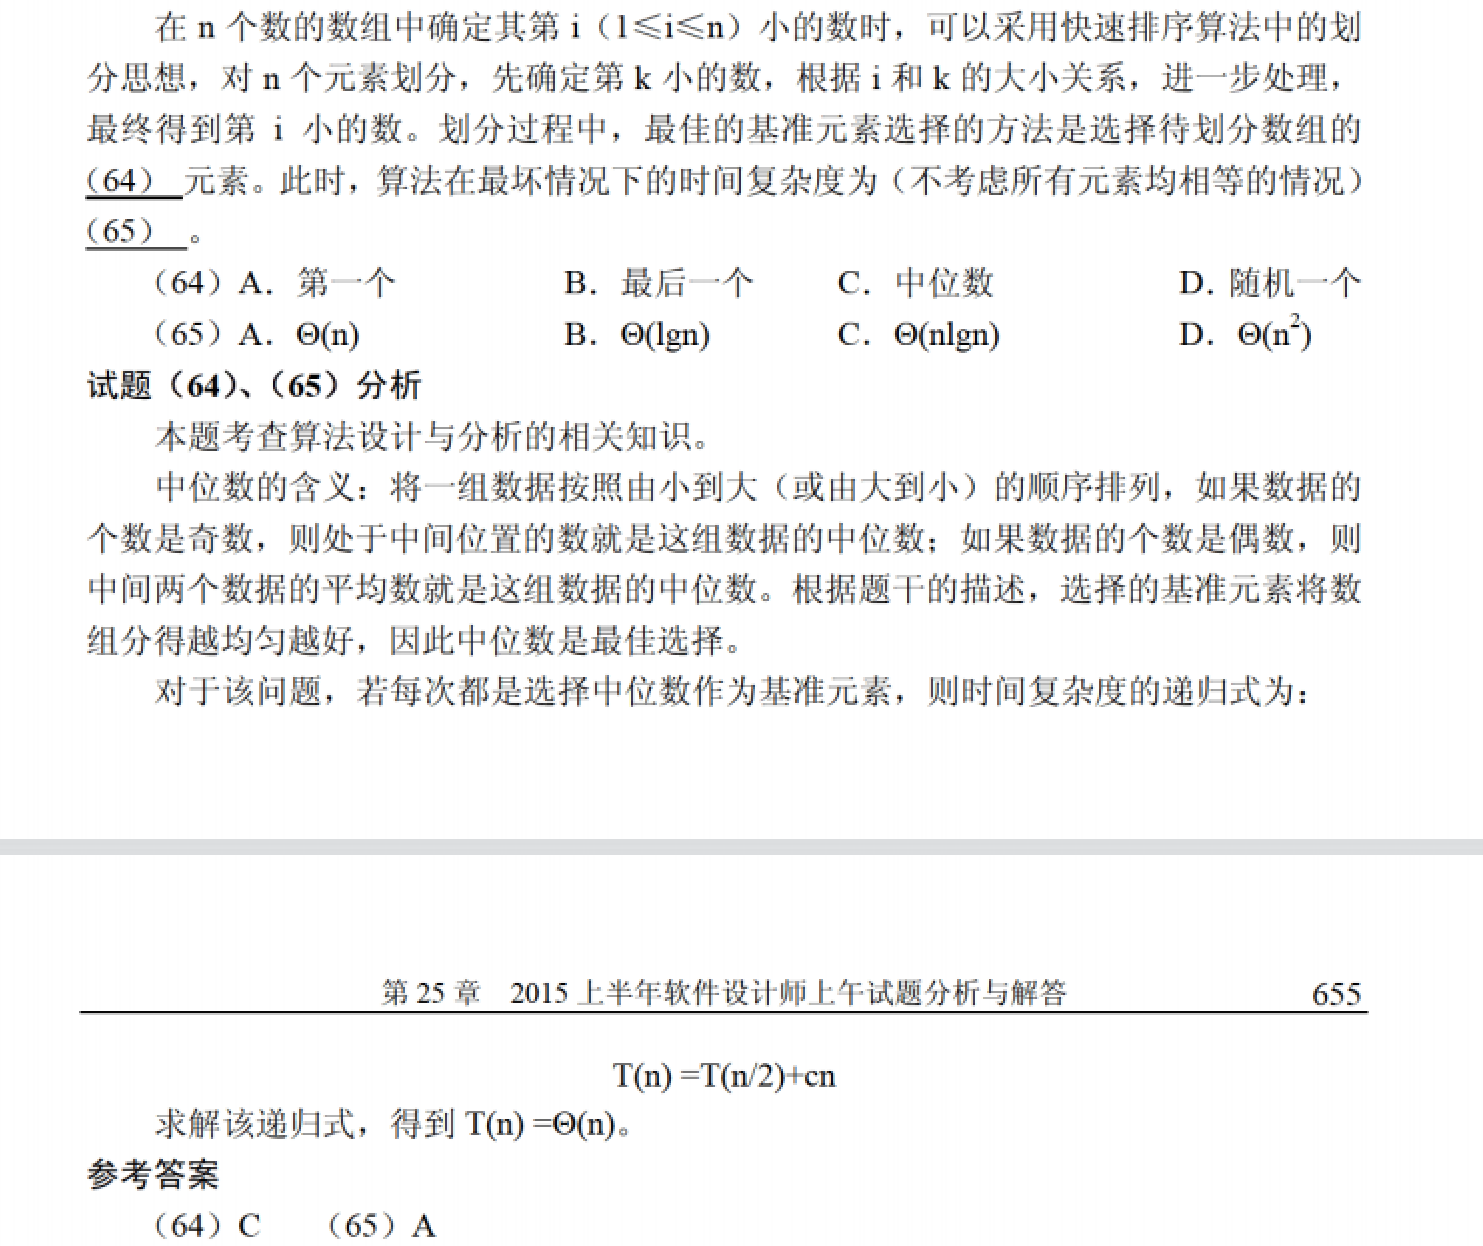 在 n 个数的数组中确定其第 i（1≤i≤n）小的数时，可以采用快速排序算法中的划
分思想，对 n 个元素划分，先确定第 k 小的数，根据 i 和 k 的大小关系，进一步处理，
最终得到第 i 小的数。划分过程中，最佳的基准元素选择的方法是选择待划分数组的
（64） 元素。此时，算法在最坏情况下的时间复杂度为（不考虑所有元素均相等的情况）
（65） 。
（64）A．第一个 B．最后一个 C．中位数 D．随机一个
（65）A．Θ(n) B．Θ(lgn) C．Θ(nlgn) D．Θ(n²)
试题（64）、（65）分析
本题考查算法设计与分析的相关知识。
中位数的含义：将一组数据按照由小到大（或由大到小）的顺序排列，如果数据的
个数是奇数，则处于中间位置的数就是这组数据的中位数；如果数据的个数是偶数，则
中间两个数据的平均数就是这组数据的中位数。根据题干的描述，选择的基准元素将数
组分得越均匀越好，因此中位数是最佳选择。
对于该问题，若每次都是选择中位数作为基准元素，则时间复杂度的递归式为：
第 25 章 2015 上半年软件设计师上午试题分析与解答 655
T(n) =T(n/2)+cn
求解该递归式，得到 T(n) =Θ(n)。
参考答案
（64）C （65）A